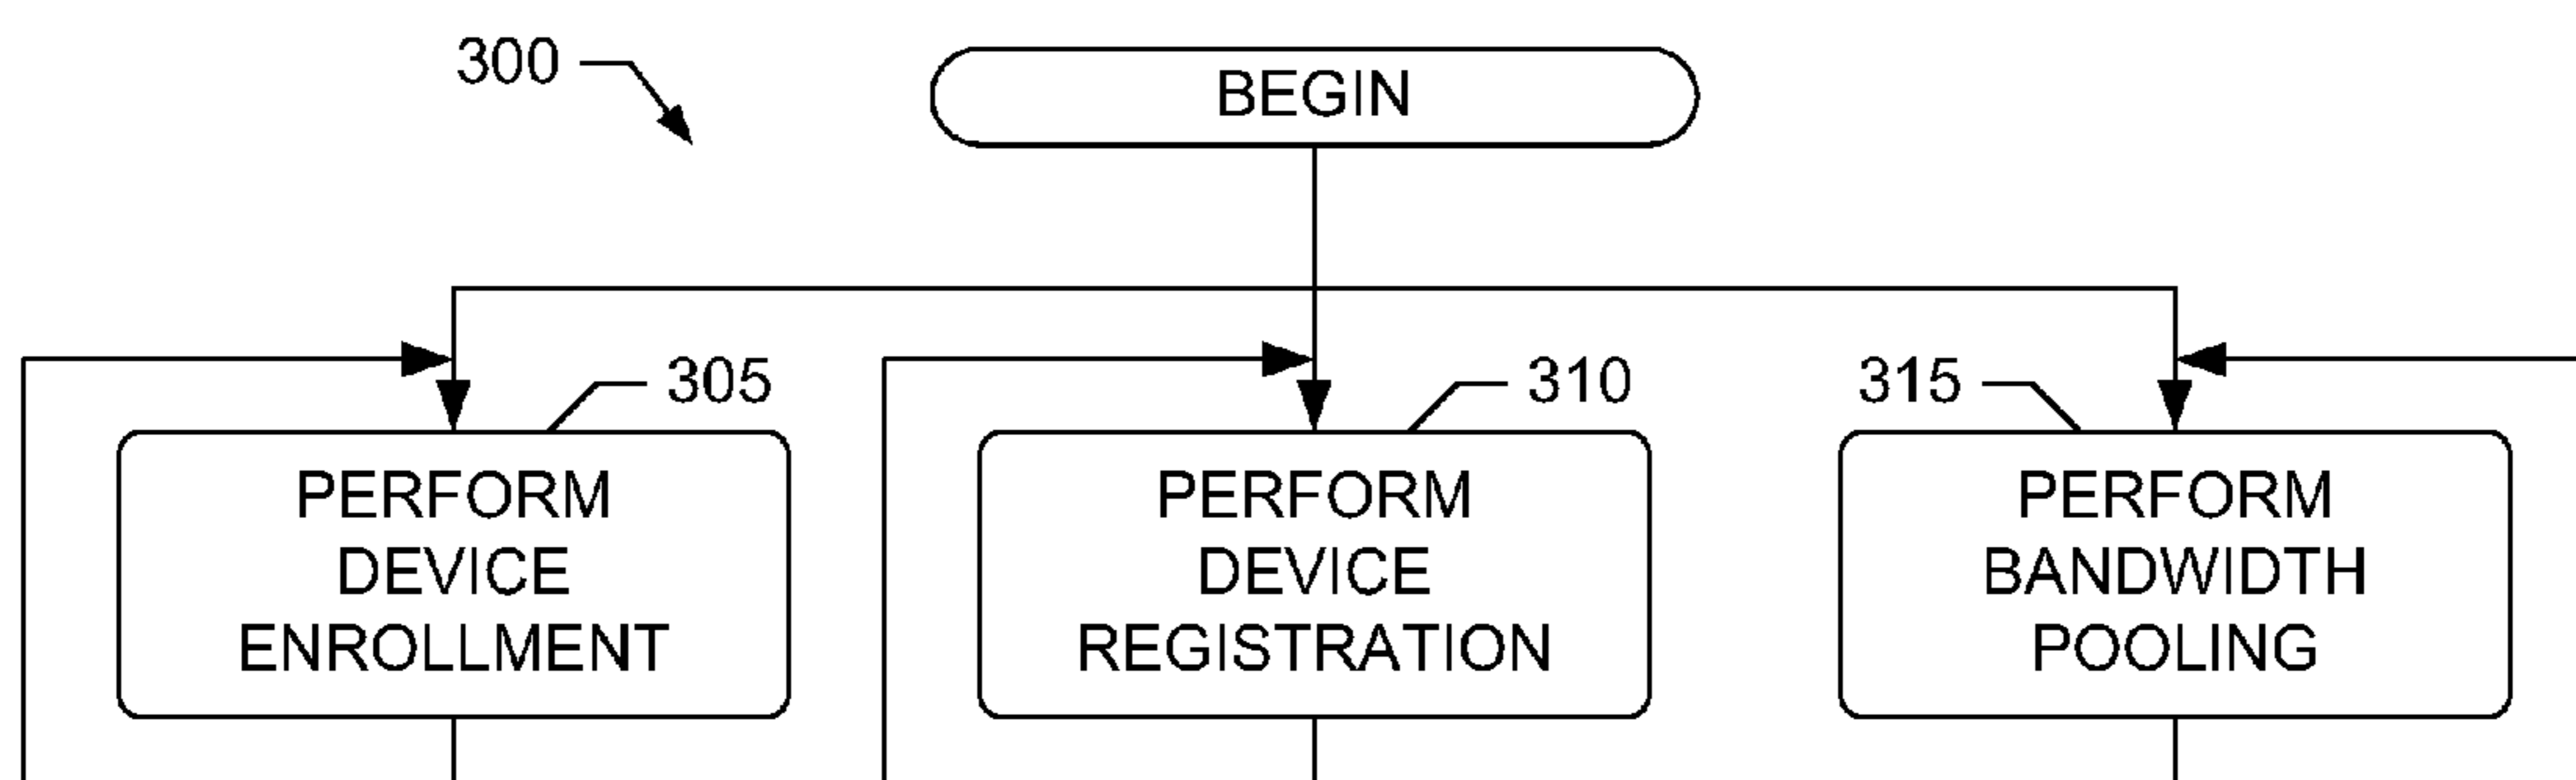 300
BEGIN
305
310
315
PERFORM
DEVICE
ENROLLMENT
PERFORM
DEVICE
REGISTRATION
PERFORM
BANDWIDTH
POOLING